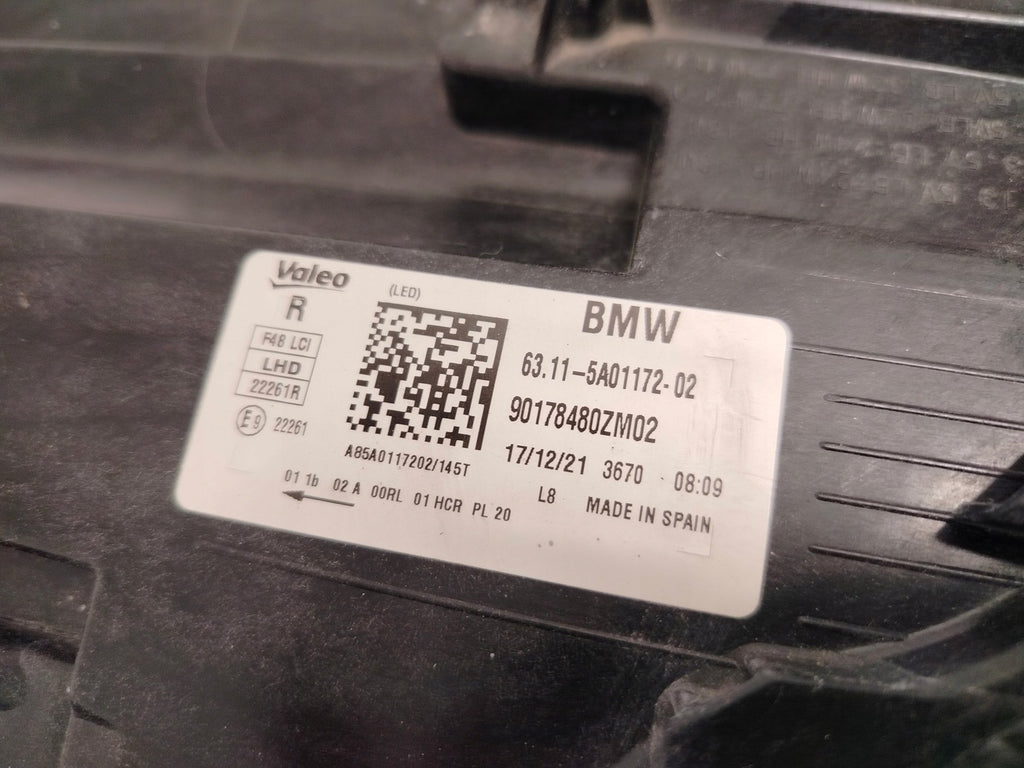 Valeo
R
F48 LCI
LHD
22261R
E9 22261
(LED)
A85A0117202/145T
01 1b 02 A 00RL 01 HCR PL 20
BMW
63.11-5A01172-02
90178480ZM02
17/12/21 3670 08:09
L8 MADE IN SPAIN